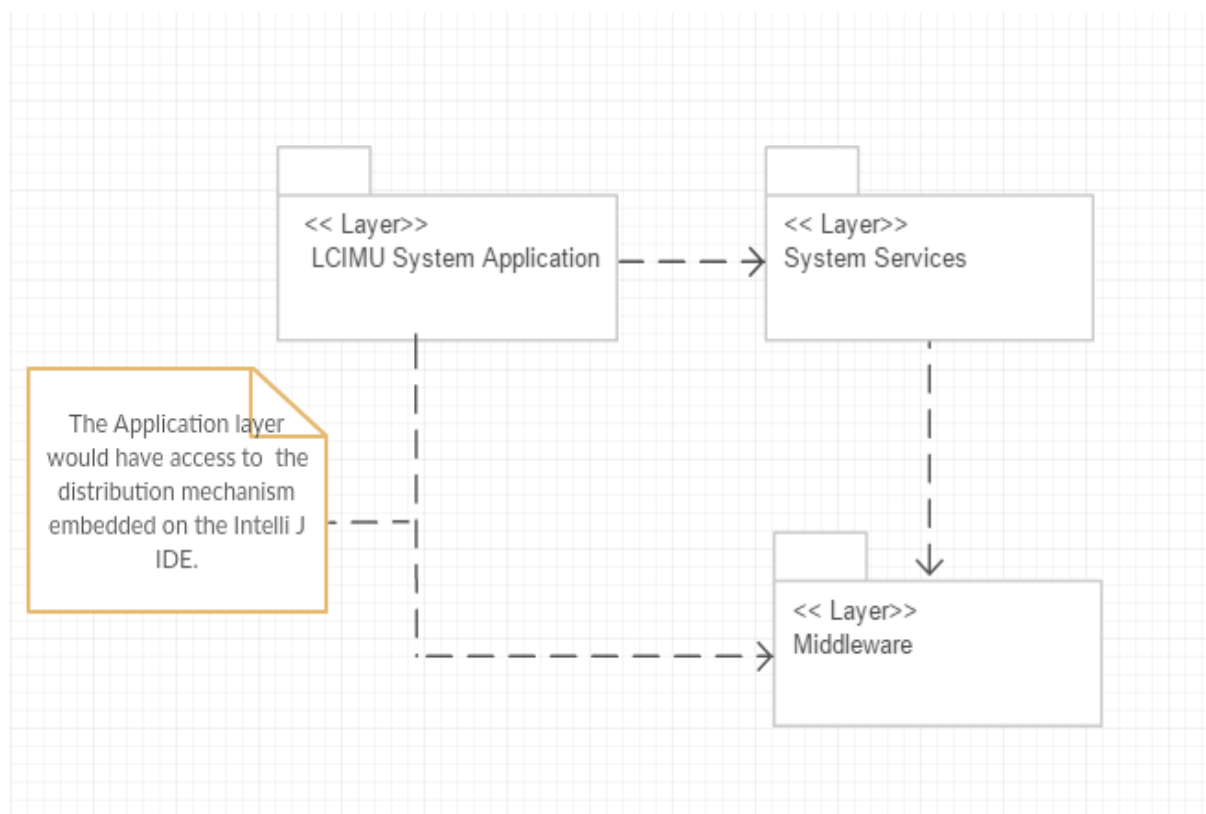 << Layer>>
LCIMU System Application
<< Layer>>
System Services
The Application layer
would have access to the
distribution mechanism
embedded on the Intelli J
IDE.
<< Layer>>
Middleware